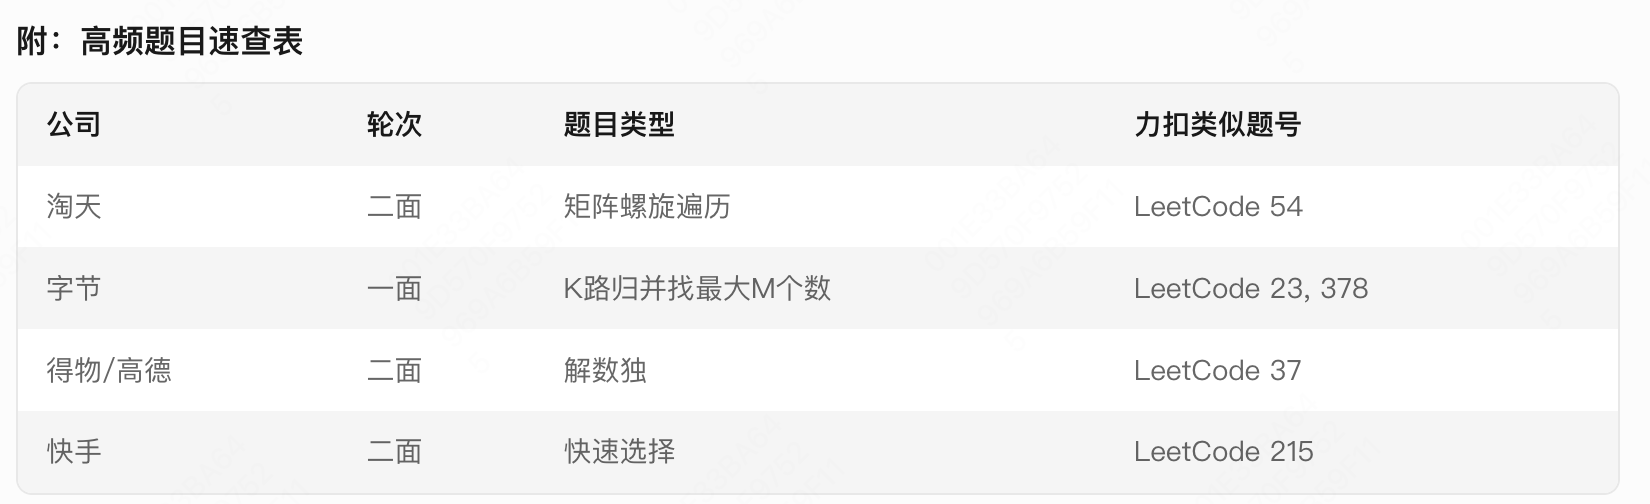 附：高频题目速查表
公司 轮次 题目类型 力扣类似题号
淘天 二面 矩阵螺旋遍历 LeetCode 54
字节 一面 K路归并找最大M个数 LeetCode 23, 378
得物/高德 二面 解数独 LeetCode 37
快手 二面 快速选择 LeetCode 215